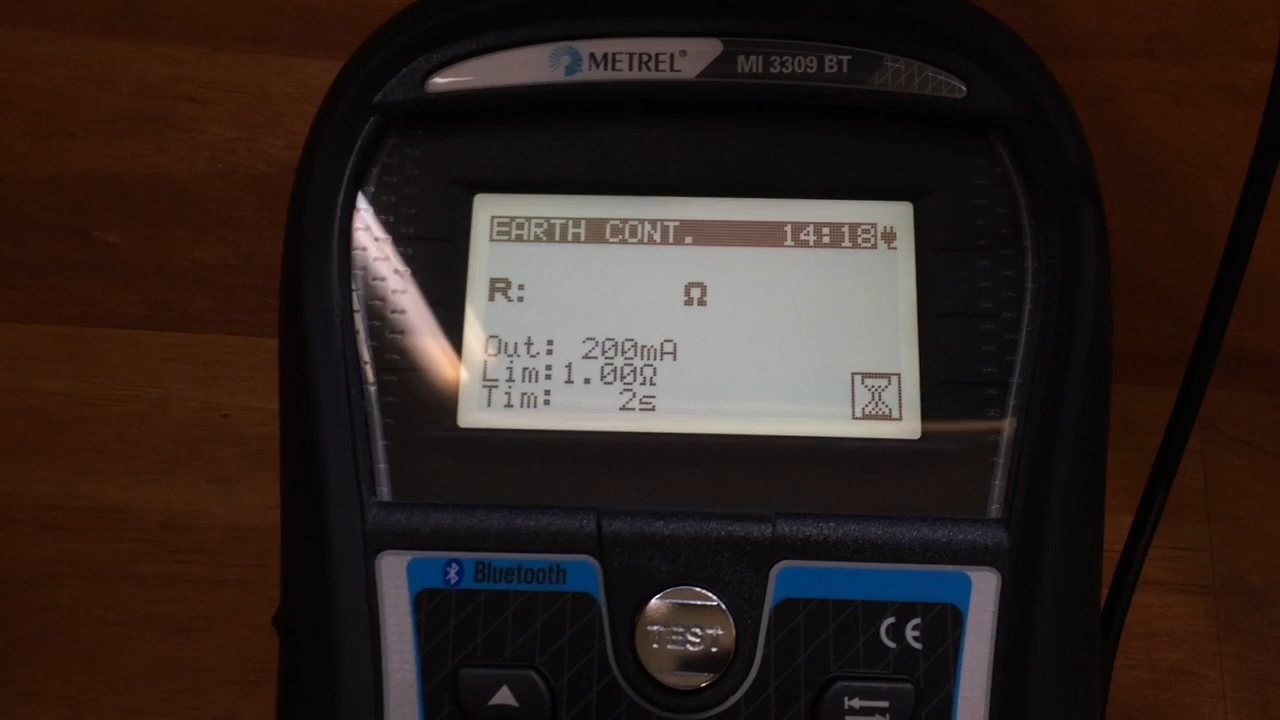 METREL® MI 3309 BT
EARTH CONT. 14:18
R: Ω
Out: 200mA
Lim:1.00Ω
Tim: 2s
Bluetooth
TEST
CE